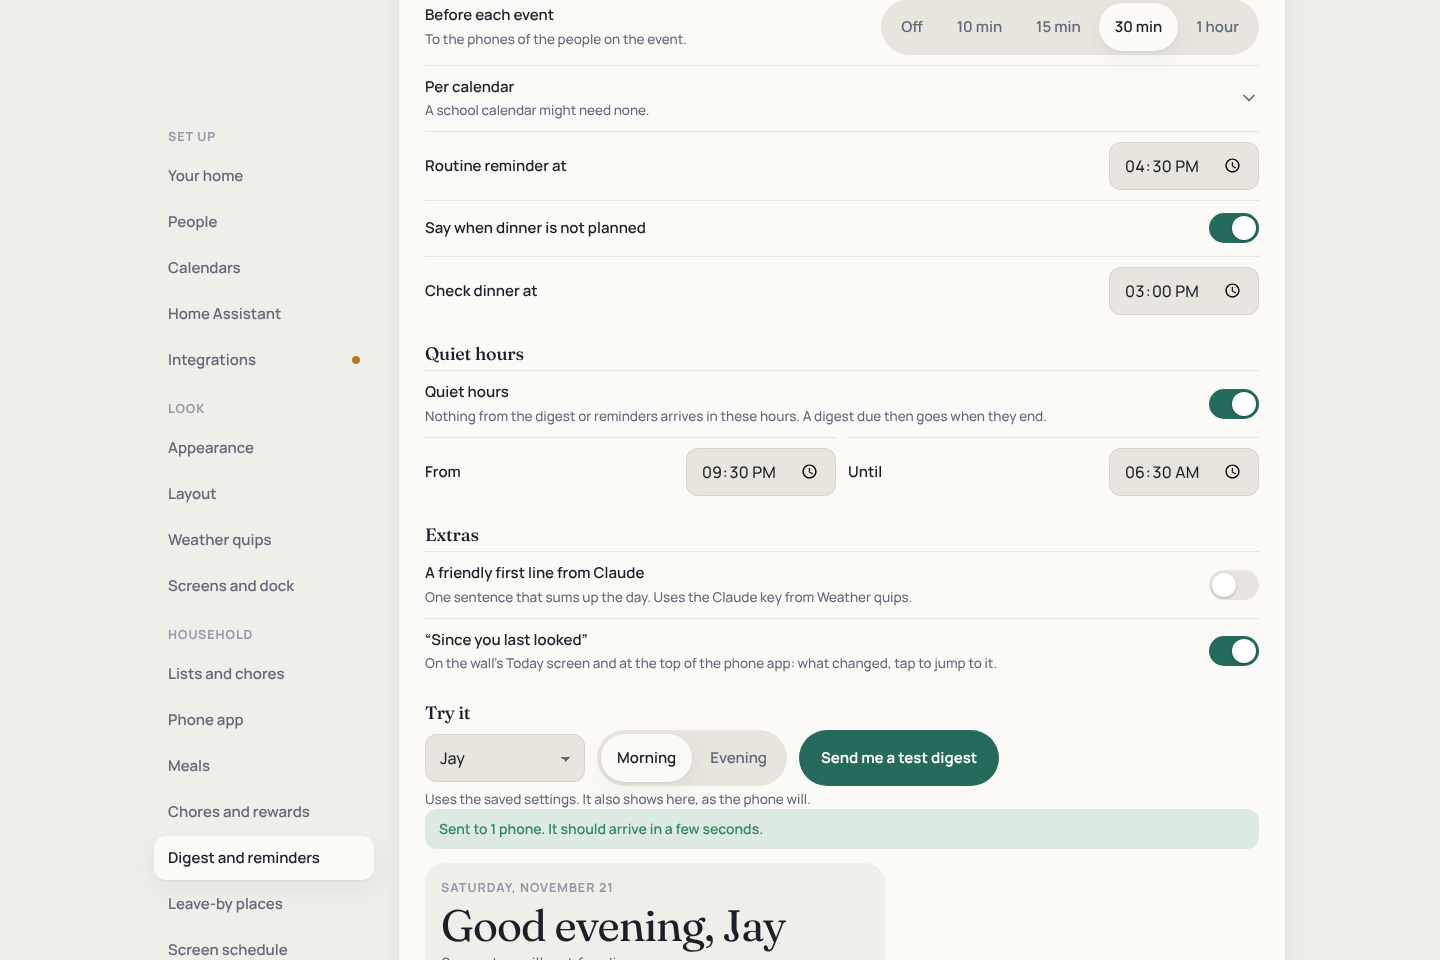 Before each event
To the phones of the people on the event.
Off
10 min
15 min
30 min
1 hour
Per calendar
A school calendar might need none.
Routine reminder at
04:30 PM
Say when dinner is not planned
Check dinner at
03:00 PM
Quiet hours
Quiet hours
Nothing from the digest or reminders arrives in these hours. A digest due then goes when they end.
From
09:30 PM
Until
06:30 AM
Extras
A friendly first line from Claude
One sentence that sums up the day. Uses the Claude key from Weather quips.
“Since you last looked”
On the wall's Today screen and at the top of the phone app: what changed, tap to jump to it.
Try it
Jay
Morning
Evening
Send me a test digest
Uses the saved settings. It also shows here, as the phone will.
Sent to 1 phone. It should arrive in a few seconds.
SATURDAY, NOVEMBER 21
Good evening, Jay
SET UP
Your home
People
Calendars
Home Assistant
Integrations
LOOK
Appearance
Layout
Weather quips
Screens and dock
HOUSEHOLD
Lists and chores
Phone app
Meals
Chores and rewards
Digest and reminders
Leave-by places
Screen schedule